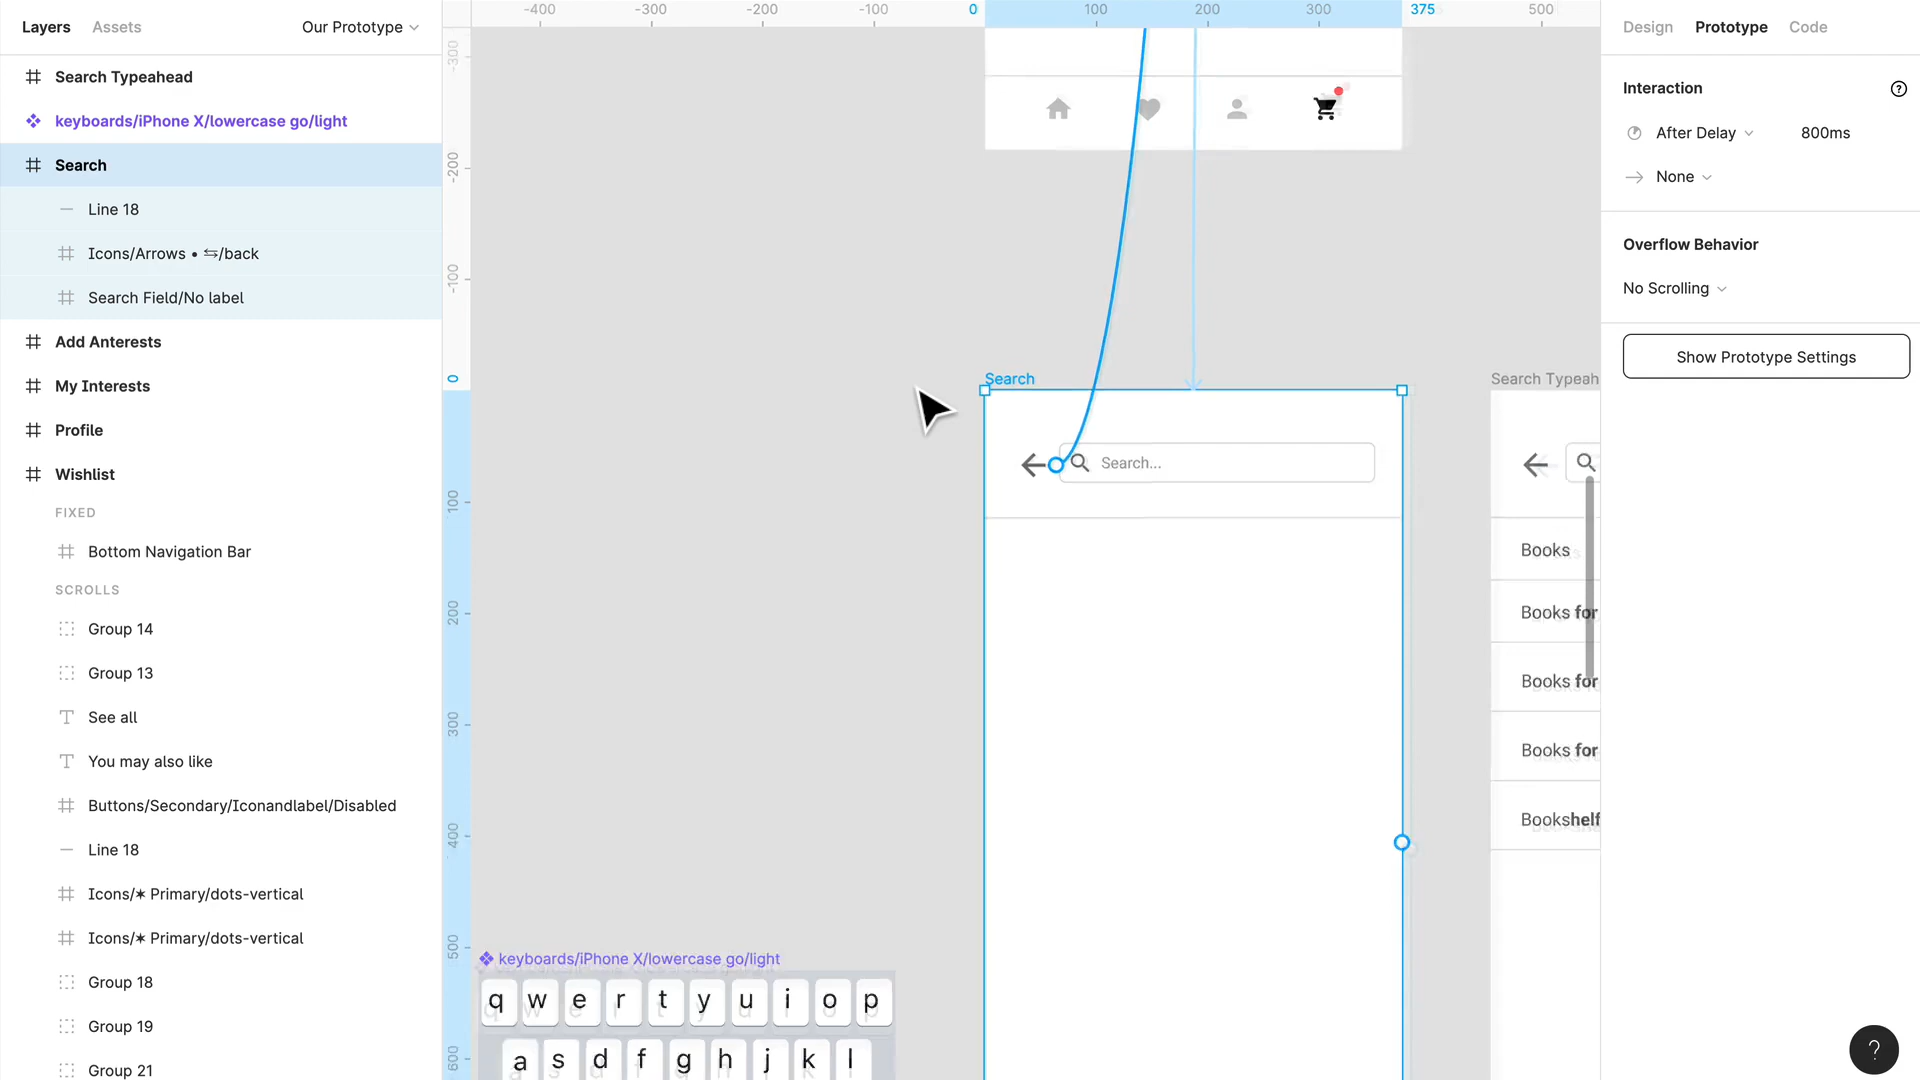 Layers Assets Our Prototype
Search Typeahead
keyboards/iPhone X/lowercase go/light
Search
Line 18
Icons/Arrows • ⇆/back
Search Field/No label
Add Anterests
My Interests
Profile
Wishlist
FIXED
Bottom Navigation Bar
SCROLLS
Group 14
Group 13
See all
You may also like
Buttons/Secondary/Iconandlabel/Disabled
Line 18
Icons/✶ Primary/dots-vertical
Icons/✶ Primary/dots-vertical
Group 18
Group 19
Group 21
-400 -300 -200 -100 0 100 200 300 375 500
-300
-200
-100
0
100
200
300
400
500
600
Search
Search...
Search Typeah
Books
Books for
Books for
Books for
Bookshelf
keyboards/iPhone X/lowercase go/light
q w e r t y u i o p
a s d f g h j k l
Design Prototype Code
Interaction ?
After Delay 800ms
None
Overflow Behavior
No Scrolling
Show Prototype Settings
?